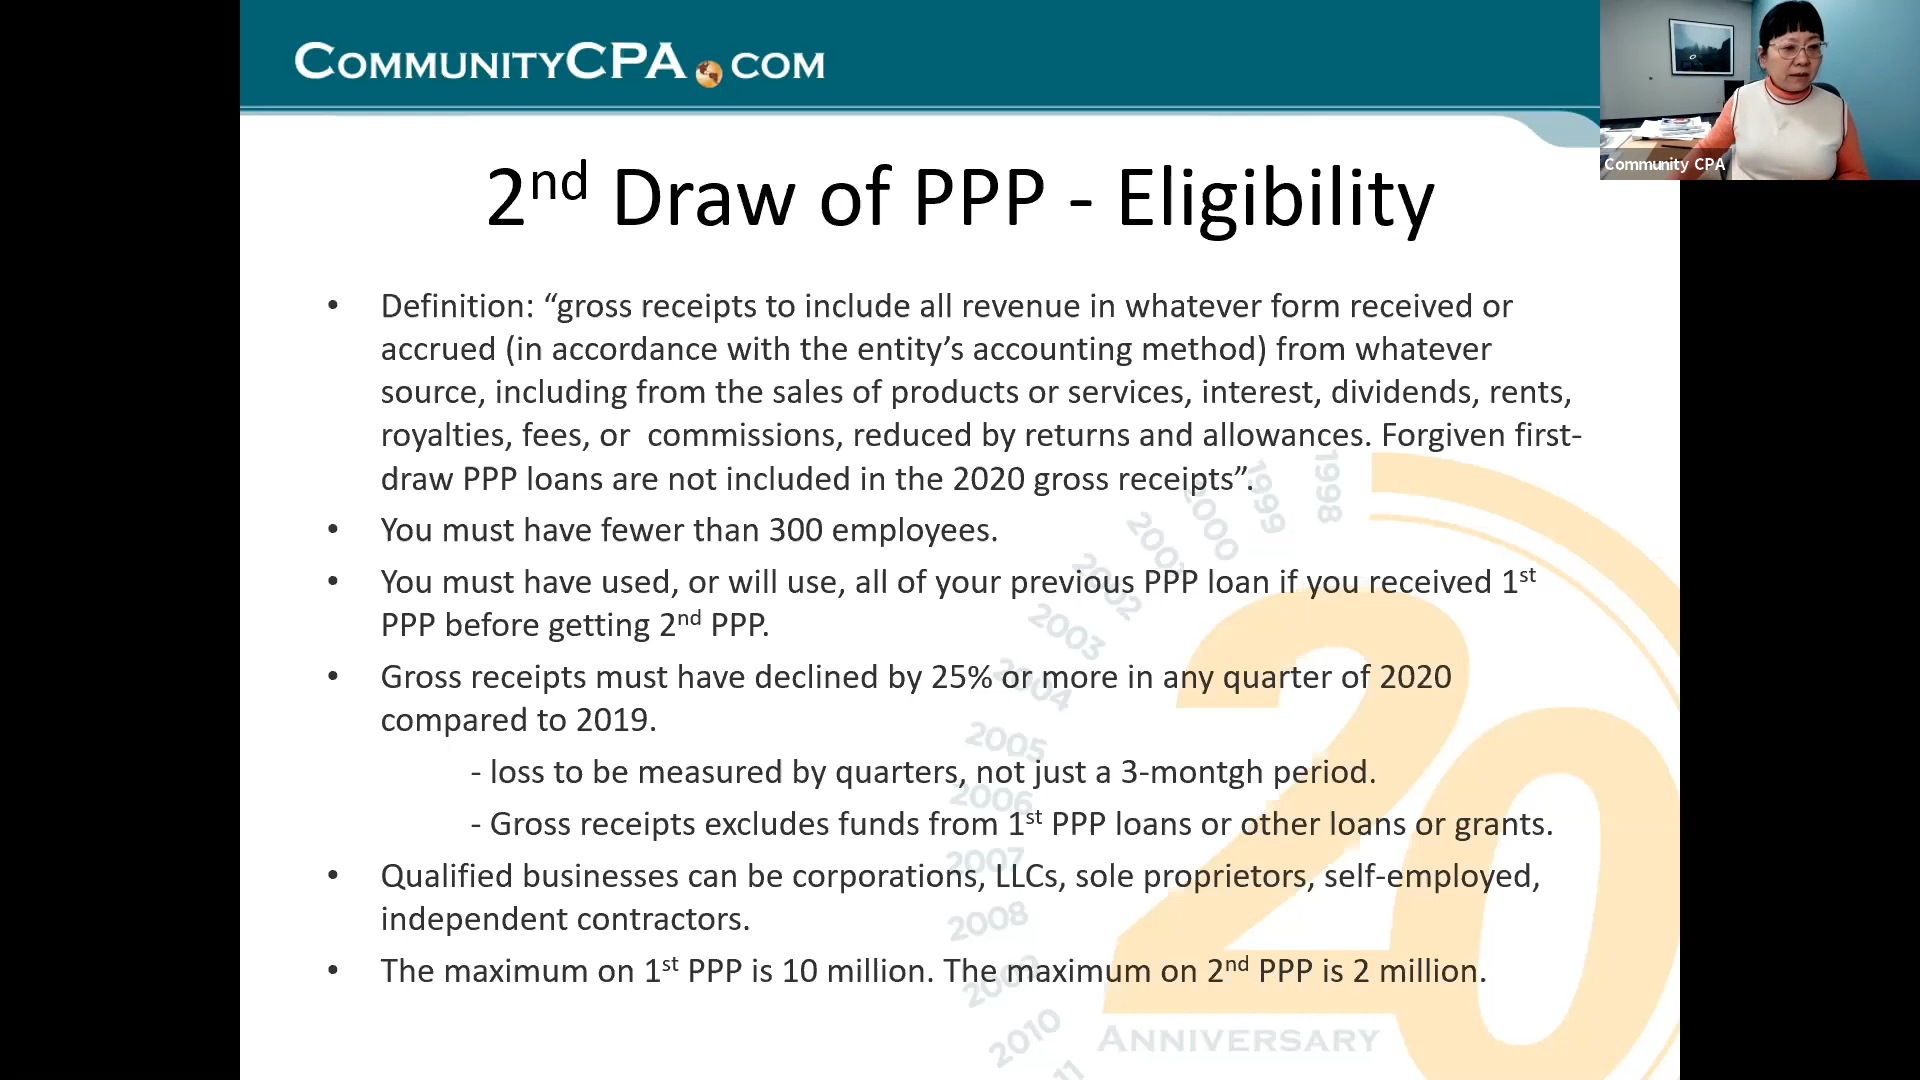 COMMUNITYCPA.COM
Community CPA
2nd Draw of PPP - Eligibility
• Definition: “gross receipts to include all revenue in whatever form received or
accrued (in accordance with the entity’s accounting method) from whatever
source, including from the sales of products or services, interest, dividends, rents,
royalties, fees, or  commissions, reduced by returns and allowances. Forgiven first-
draw PPP loans are not included in the 2020 gross receipts”.
• You must have fewer than 300 employees.
• You must have used, or will use, all of your previous PPP loan if you received 1st
PPP before getting 2nd PPP.
• Gross receipts must have declined by 25% or more in any quarter of 2020
compared to 2019.
- loss to be measured by quarters, not just a 3-montgh period.
- Gross receipts excludes funds from 1st PPP loans or other loans or grants.
• Qualified businesses can be corporations, LLCs, sole proprietors, self-employed,
independent contractors.
• The maximum on 1st PPP is 10 million. The maximum on 2nd PPP is 2 million.
1998
1999
2000
2001
2002
2003
2004
2005
2006
2007
2008
2009
2010
20
ANNIVERSARY